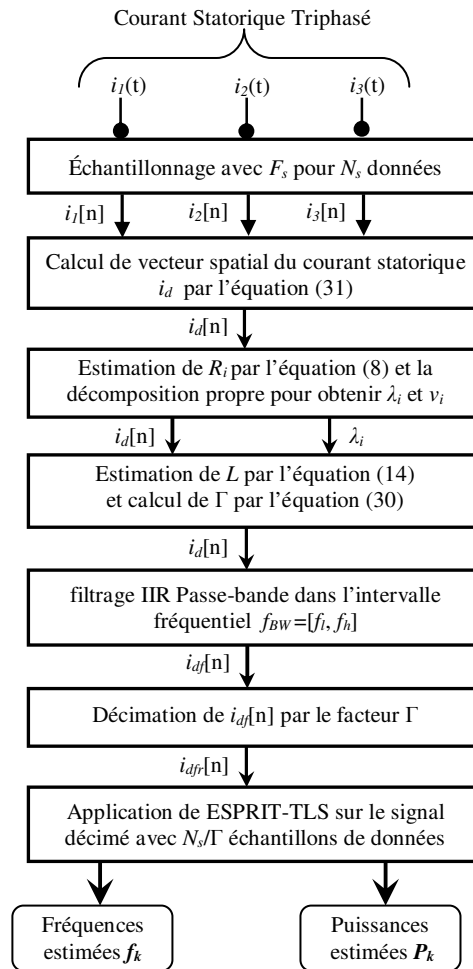 Courant Statorique Triphasé
i1(t) i2(t) i3(t)
Échantillonnage avec Fs pour Ns données
i1[n] i2[n] i3[n]
Calcul de vecteur spatial du courant statorique
id par l'équation (31)
id[n]
Estimation de Ri par l'équation (8) et la
décomposition propre pour obtenir λi et vi
id[n] λi
Estimation de L par l'équation (14)
et calcul de Γ par l'équation (30)
id[n]
filtrage IIR Passe-bande dans l'intervalle
fréquentiel fBW=[fl, fh]
idf[n]
Décimation de idf[n] par le facteur Γ
idfr[n]
Application de ESPRIT-TLS sur le signal
décimé avec Ns/Γ échantillons de données
Fréquences
estimées fk
Puissances
estimées Pk